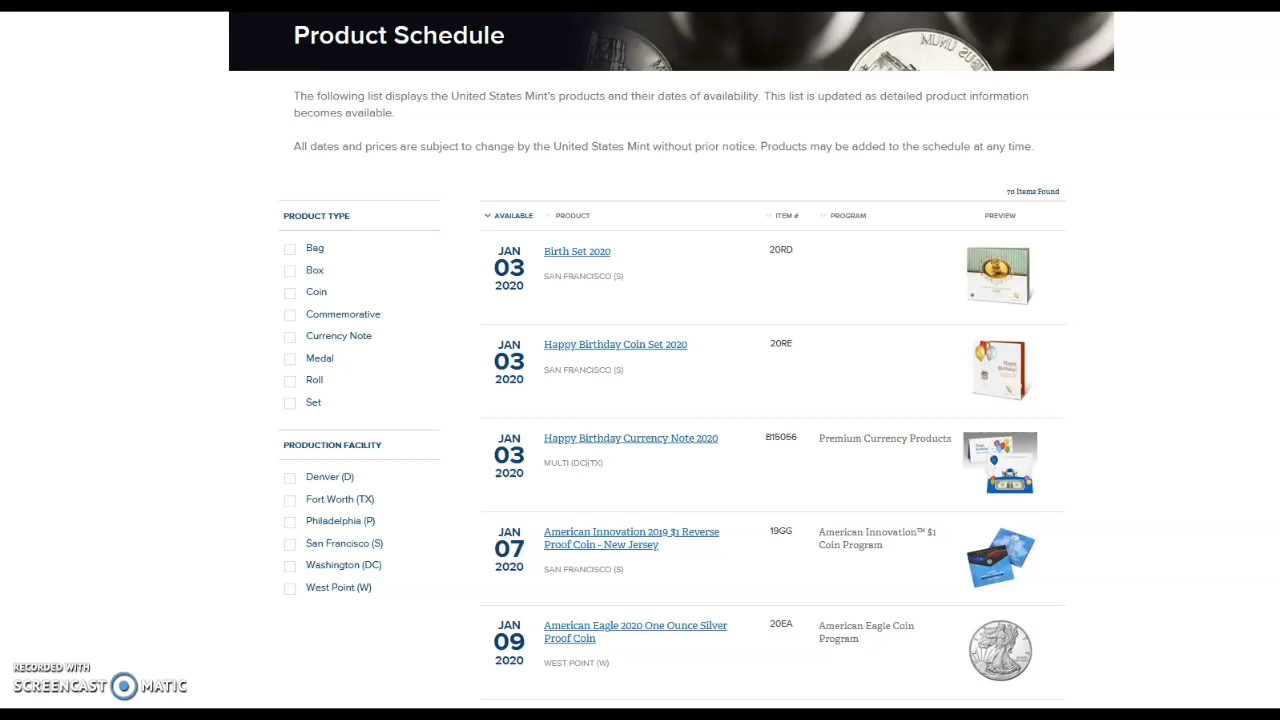 Product Schedule
The following list displays the United States Mint's products and their dates of availability. This list is updated as detailed product information
becomes available.
All dates and prices are subject to change by the United States Mint without prior notice. Products may be added to the schedule at any time.
70 Items Found
PRODUCT TYPE
Bag
Box
Coin
Commemorative
Currency Note
Medal
Roll
Set
PRODUCTION FACILITY
Denver (D)
Fort Worth (TX)
Philadelphia (P)
San Francisco (S)
Washington (DC)
West Point (W)
AVAILABLE PRODUCT ITEM # PROGRAM PREVIEW
JAN
03
2020
Birth Set 2020
SAN FRANCISCO (S)
20RD
JAN
03
2020
Happy Birthday Coin Set 2020
SAN FRANCISCO (S)
20RE
Happy
Birthday!
JAN
03
2020
Happy Birthday Currency Note 2020
MULTI (DC)(TX)
B15056
Premium Currency Products
JAN
07
2020
American Innovation 2019 $1 Reverse
Proof Coin - New Jersey
SAN FRANCISCO (S)
19GG
American Innovation™ $1
Coin Program
JAN
09
2020
American Eagle 2020 One Ounce Silver
Proof Coin
WEST POINT (W)
20EA
American Eagle Coin
Program
RECORDED WITH
SCREENCAST MATIC